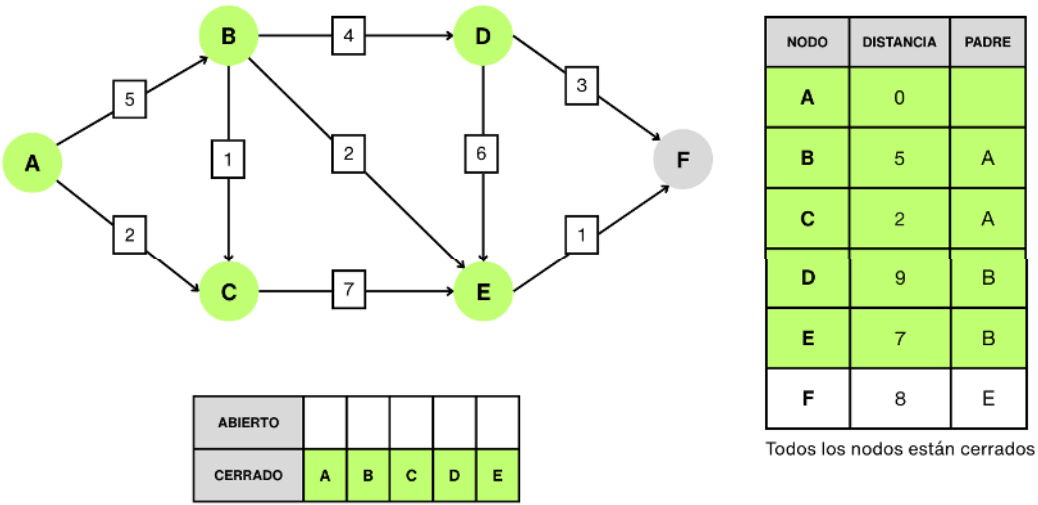 B
4
D
5
3
A
1
2
6
F
2
1
C
7
E
NODO DISTANCIA PADRE
A 0
B 5 A
C 2 A
D 9 B
E 7 B
F 8 E
Todos los nodos están cerrados
ABIERTO
CERRADO A B C D E